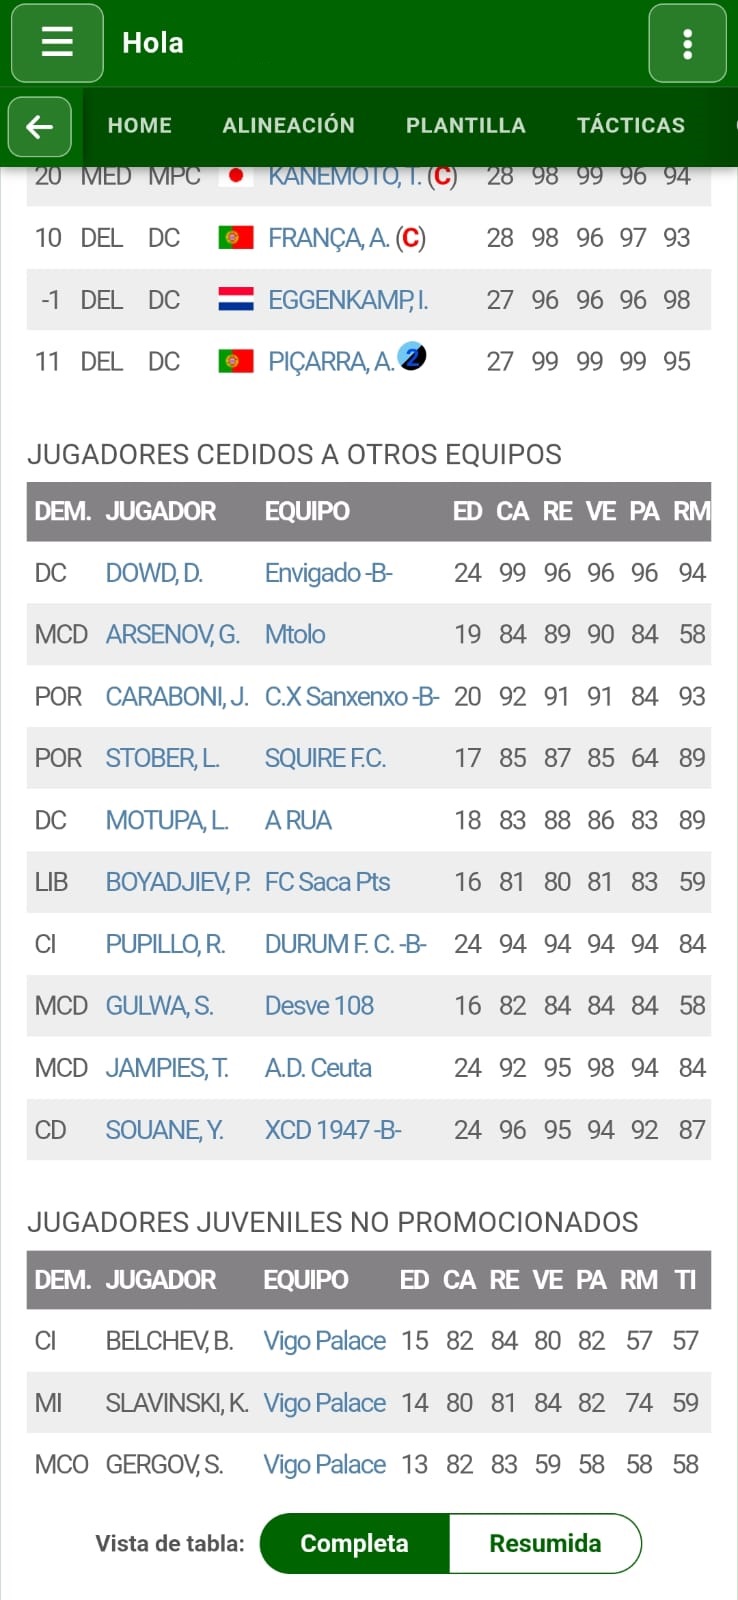 Hola
HOME ALINEACIÓN PLANTILLA TÁCTICAS
20 MED MPC KANEMOTO, T. (C) 28 98 99 96 94
10 DEL DC FRANÇA, A. (C) 28 98 96 97 93
-1 DEL DC EGGENKAMP, I. 27 96 96 96 98
11 DEL DC PIÇARRA, A. 2 27 99 99 99 95
JUGADORES CEDIDOS A OTROS EQUIPOS
DEM. JUGADOR EQUIPO ED CA RE VE PA RM
DC DOWD, D. Envigado -B- 24 99 96 96 96 94
MCD ARSENOV, G. Mtolo 19 84 89 90 84 58
POR CARABONI, J. C.X Sanxenxo -B- 20 92 91 91 84 93
POR STOBER, L. SQUIRE F.C. 17 85 87 85 64 89
DC MOTUPA, L. A RUA 18 83 88 86 83 89
LIB BOYADJIEV, P. FC Saca Pts 16 81 80 81 83 59
CI PUPILLO, R. DURUM F. C. -B- 24 94 94 94 94 84
MCD GULWA, S. Desve 108 16 82 84 84 84 58
MCD JAMPIES, T. A.D. Ceuta 24 92 95 98 94 84
CD SOUANE, Y. XCD 1947 -B- 24 96 95 94 92 87
JUGADORES JUVENILES NO PROMOCIONADOS
DEM. JUGADOR EQUIPO ED CA RE VE PA RM TI
CI BELCHEV, B. Vigo Palace 15 82 84 80 82 57 57
MI SLAVINSKI, K. Vigo Palace 14 80 81 84 82 74 59
MCO GERGOV, S. Vigo Palace 13 82 83 59 58 58 58
Vista de tabla: Completa Resumida